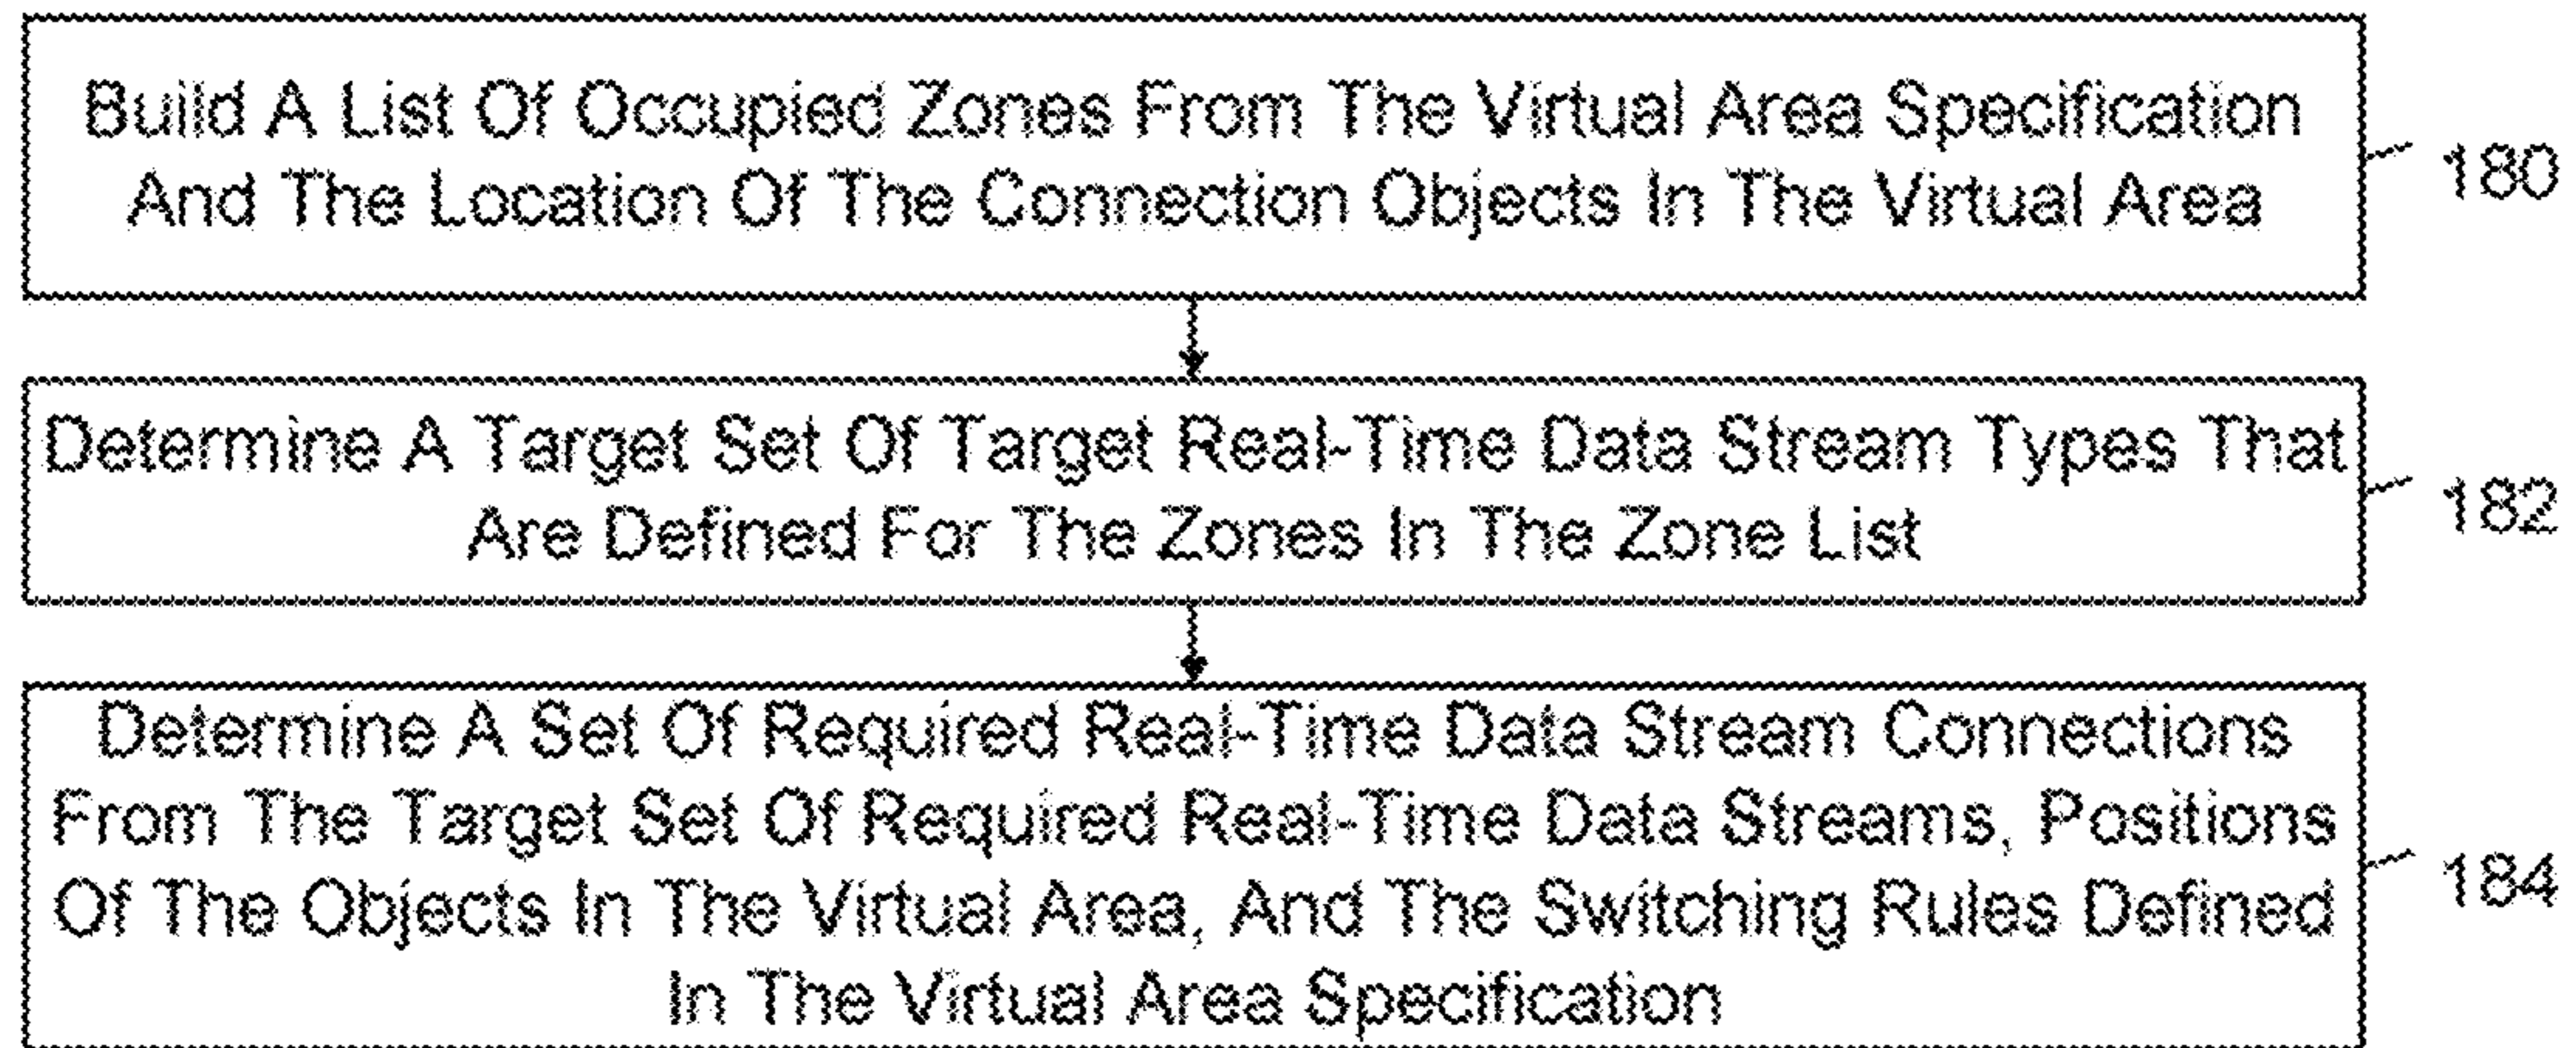 Build A List Of Occupied Zones From The Virtual Area Specification
And The Location Of The Connection Objects In The Virtual Area
180
Determine A Target Set Of Target Real-Time Data Stream Types That
Are Defined For The Zones In The Zone List
182
Determine A Set Of Required Real-Time Data Stream Connections
From The Target Set Of Required Real-Time Data Streams, Positions
Of The Objects In The Virtual Area, And The Switching Rules Defined
In The Virtual Area Specification
184